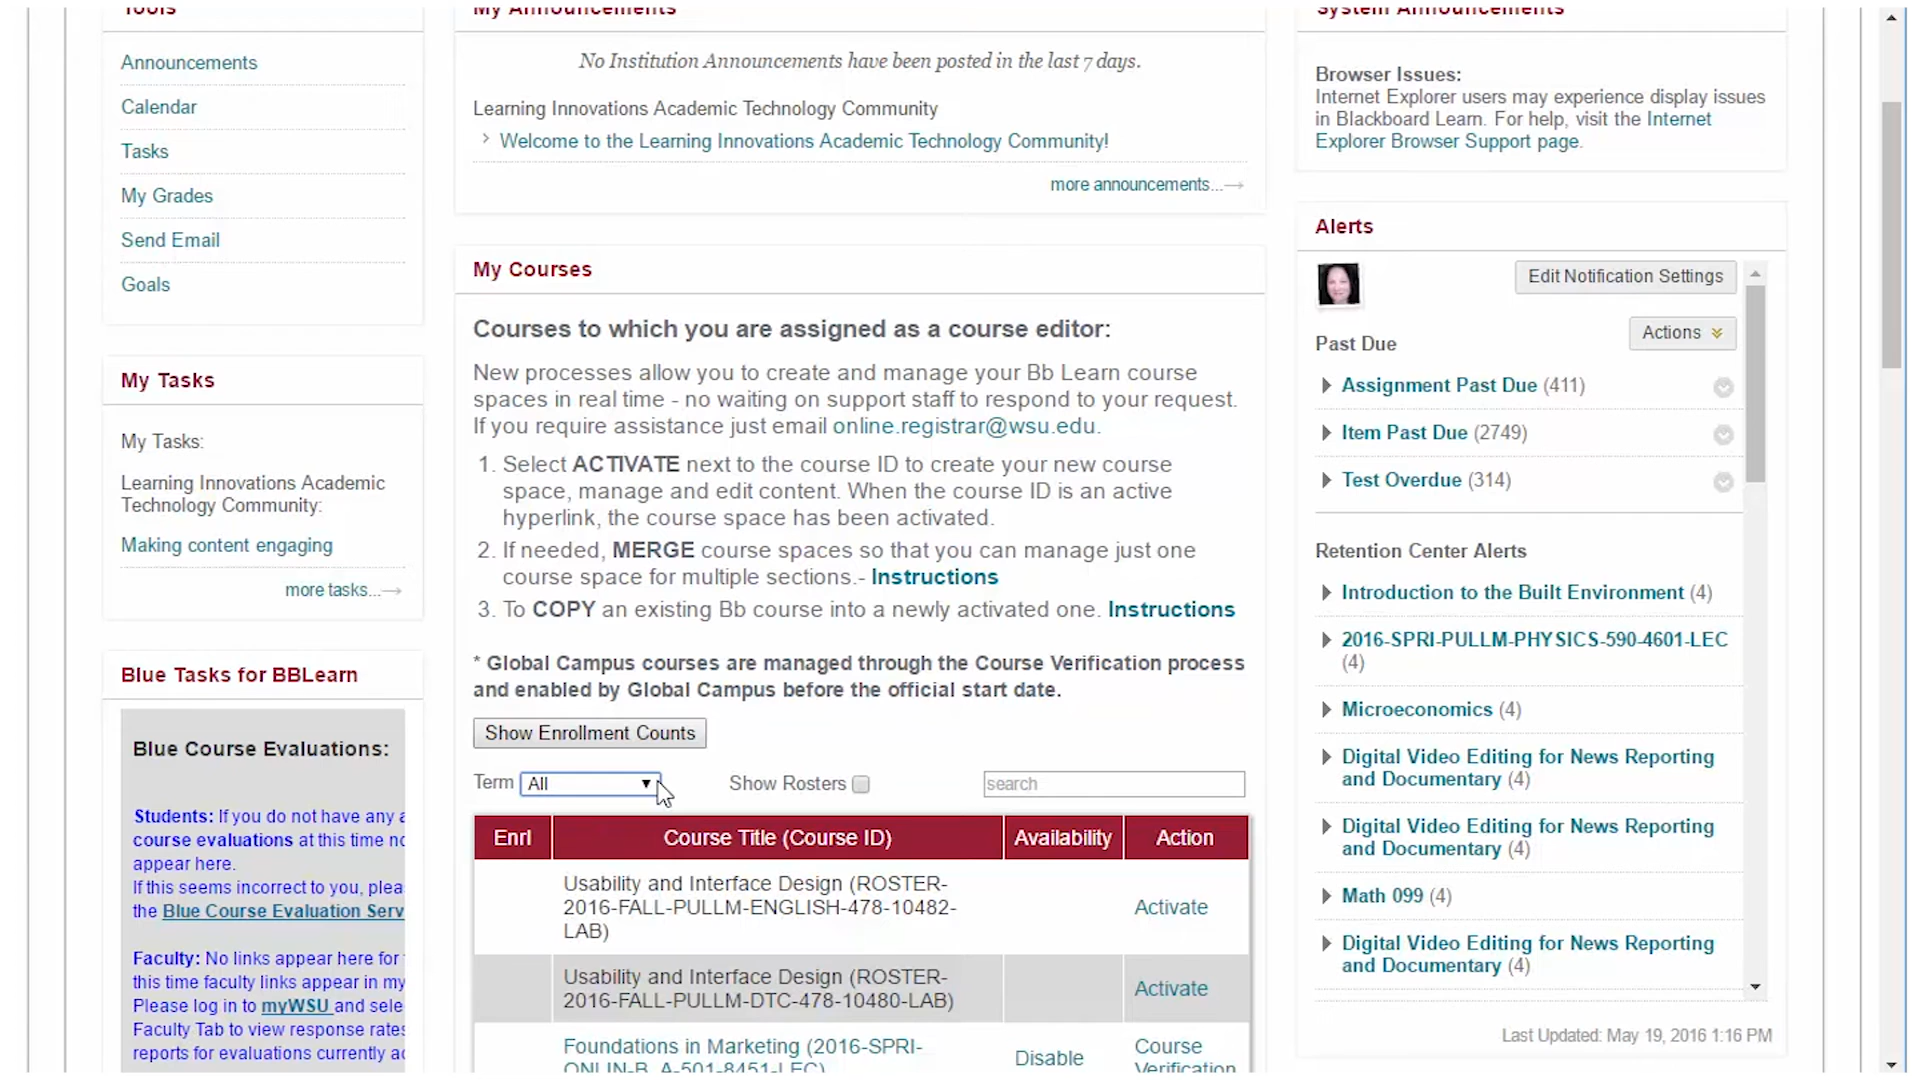 Tools
Announcements
Calendar
Tasks
My Grades
Send Email
Goals
My Tasks
My Tasks:
Learning Innovations Academic
Technology Community:
Making content engaging
more tasks...→
Blue Tasks for BBLearn
Blue Course Evaluations:
Students: If you do not have any
course evaluations at this time
appear here.
If this seems incorrect to you,
the Blue Course Evaluation
Faculty: No links appear here for
this time faculty links appear in my
Please log in to myWSU and
Faculty Tab to view response
reports for evaluations currently
My Announcements
No Institution Announcements have been posted in the last 7 days.
Learning Innovations Academic Technology Community
Welcome to the Learning Innovations Academic Technology Community!
more announcements...→
My Courses
Courses to which you are assigned as a course editor:
New processes allow you to create and manage your Bb Learn course
spaces in real time - no waiting on support staff to respond to your request.
If you require assistance just email online.registrar@wsu.edu.
1. Select ACTIVATE next to the course ID to create your new course
space, manage and edit content. When the course ID is an active
hyperlink, the course space has been activated.
2. If needed, MERGE course spaces so that you can manage just one
course space for multiple sections.- Instructions
3. To COPY an existing Bb course into a newly activated one. Instructions
* Global Campus courses are managed through the Course Verification process
and enabled by Global Campus before the official start date.
Show Enrollment Counts
Term All Show Rosters search
Enrl Course Title (Course ID) Availability Action
Usability and Interface Design (ROSTER-
2016-FALL-PULLM-ENGLISH-478-10482-
LAB)
Activate
Usability and Interface Design (ROSTER-
2016-FALL-PULLM-DTC-478-10480-LAB)
Activate
Foundations in Marketing (2016-SPRI-
ONLIN-B_A-501-8451-LEC)
Disable
Course
Verification
System Announcements
Browser Issues:
Internet Explorer users may experience display issues
in Blackboard Learn. For help, visit the Internet
Explorer Browser Support page.
Alerts
Edit Notification Settings
Actions
Past Due
Assignment Past Due (411)
Item Past Due (2749)
Test Overdue (314)
Retention Center Alerts
Introduction to the Built Environment (4)
2016-SPRI-PULLM-PHYSICS-590-4601-LEC
(4)
Microeconomics (4)
Digital Video Editing for News Reporting
and Documentary (4)
Digital Video Editing for News Reporting
and Documentary (4)
Math 099 (4)
Digital Video Editing for News Reporting
and Documentary (4)
Last Updated: May 19, 2016 1:16 PM